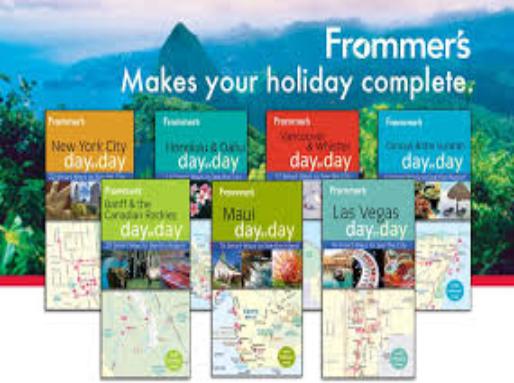 Frommer's
Makes your holiday complete.
Frommer's
New York City
day by day
Frommer's
Honolulu & Oahu
day by day
Frommer's
Vancouver
& Whistler
day by day
Frommer's
day by day
Frommer's
Banff & the
Canadian Rockies
day by day
Frommer's
Maui
day by day
Frommer's
Las Vegas
day by day